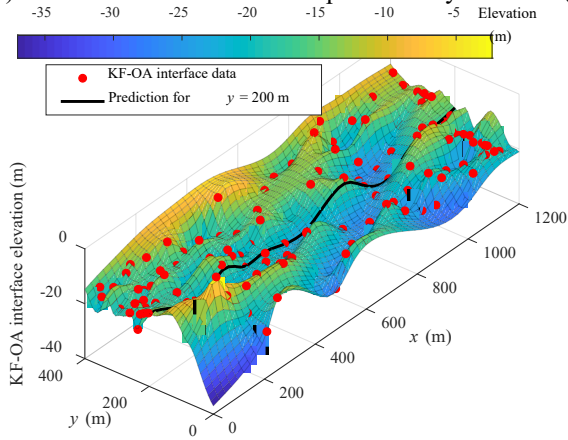 -35 -30 -25 -20 -15 -10 -5 Elevation
(m)
KF-OA interface data
Prediction for y = 200 m
KF-OA interface elevation (m)
0
-20
-40
400
200
0
y (m)
0
200
400
600
800
1000
1200
x (m)